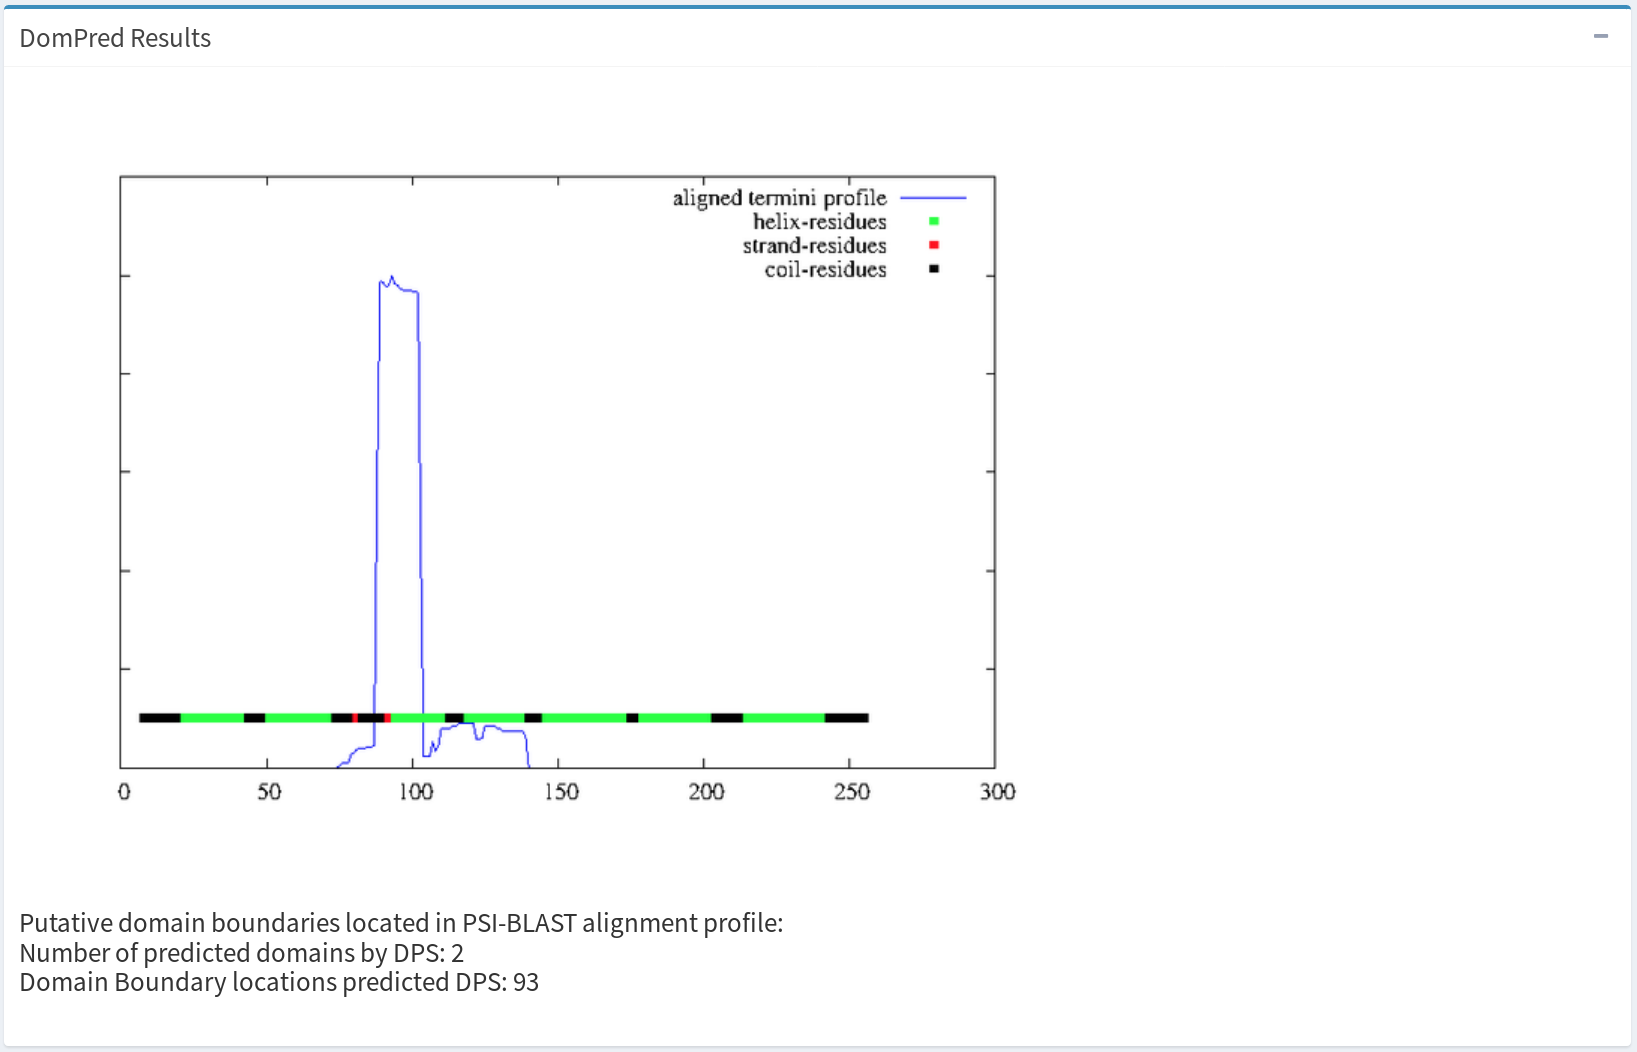 DomPred Results
aligned termini profile
helix-residues
strand-residues
coil-residues
0 50 100 150 200 250 300
Putative domain boundaries located in PSI-BLAST alignment profile:
Number of predicted domains by DPS: 2
Domain Boundary locations predicted DPS: 93